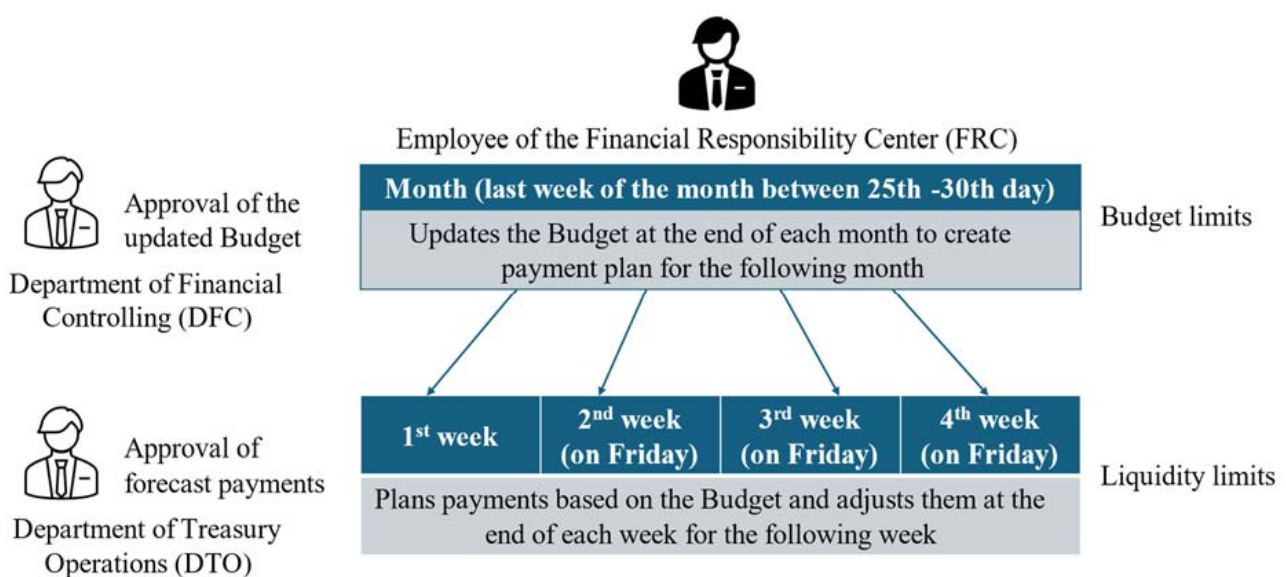 Employee of the Financial Responsibility Center (FRC)
Approval of the
updated Budget
Department of Financial
Controlling (DFC)
Month (last week of the month between 25th -30th day)
Updates the Budget at the end of each month to create
payment plan for the following month
Budget limits
Approval of
forecast payments
Department of Treasury
Operations (DTO)
1st week
2nd week
(on Friday)
3rd week
(on Friday)
4th week
(on Friday)
Plans payments based on the Budget and adjusts them at the
end of each week for the following week
Liquidity limits